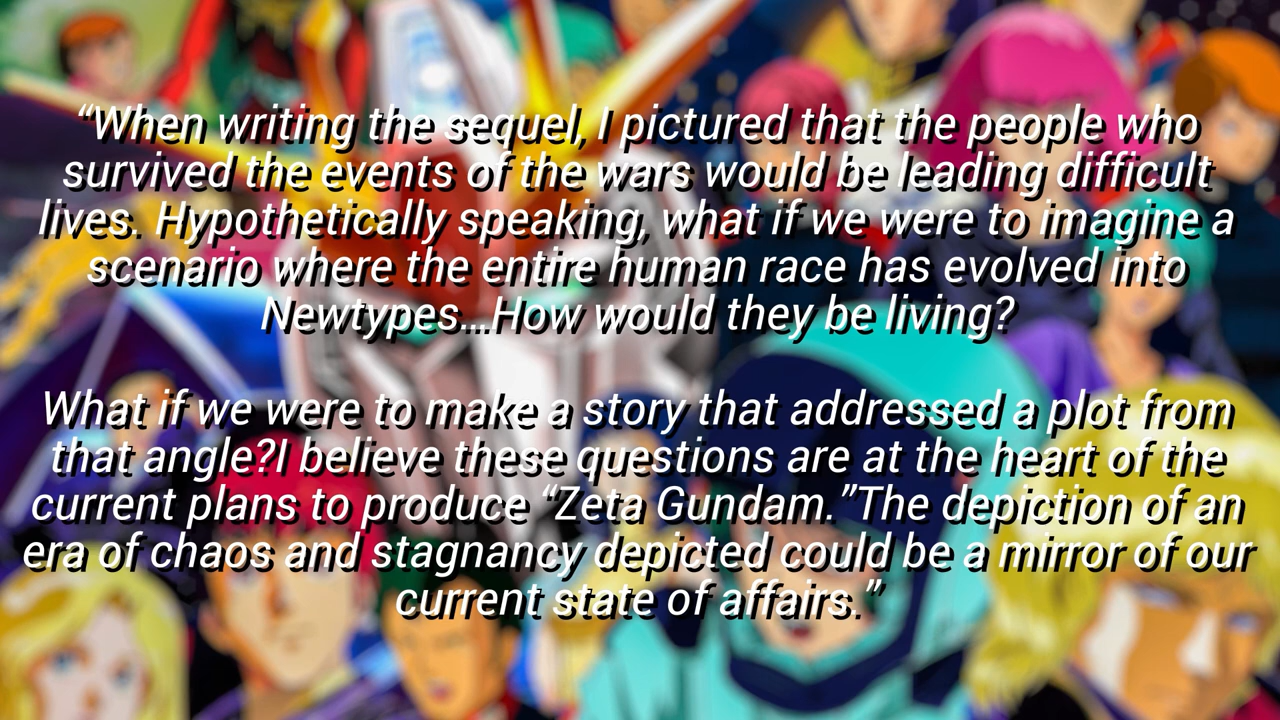 “When writing the sequel, I pictured that the people who
survived the events of the wars would be leading difficult
lives. Hypothetically speaking, what if we were to imagine a
scenario where the entire human race has evolved into
Newtypes...How would they be living?
What if we were to make a story that addressed a plot from
that angle?I believe these questions are at the heart of the
current plans to produce “Zeta Gundam.”The depiction of an
era of chaos and stagnancy depicted could be a mirror of our
current state of affairs.”